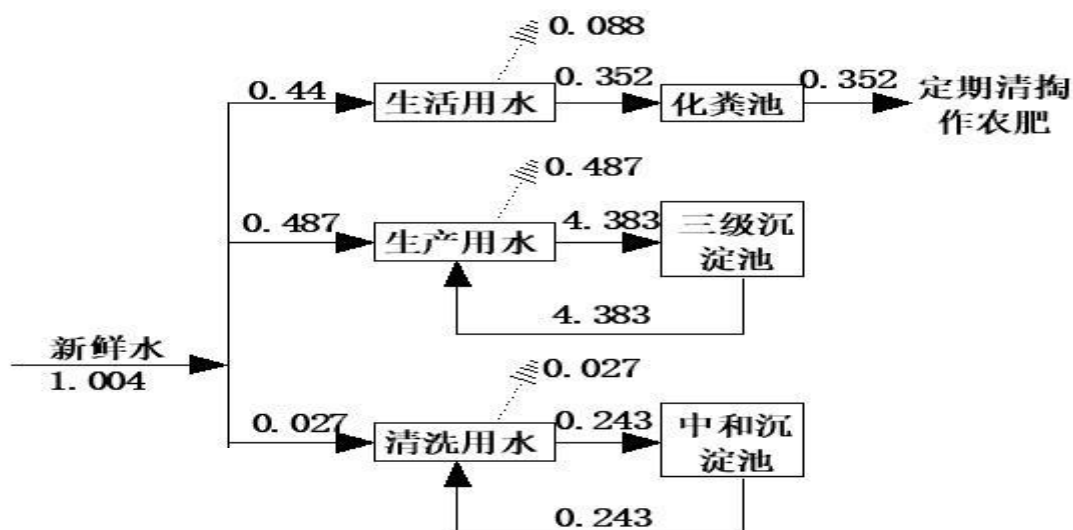 0.088
0.44
生活用水
0.352
化粪池
0.352
定期清掏
作农肥
0.487
0.487
生产用水
4.383
三级沉
淀池
4.383
新鲜水
1.004
0.027
0.027
清洗用水
0.243
中和沉
淀池
0.243